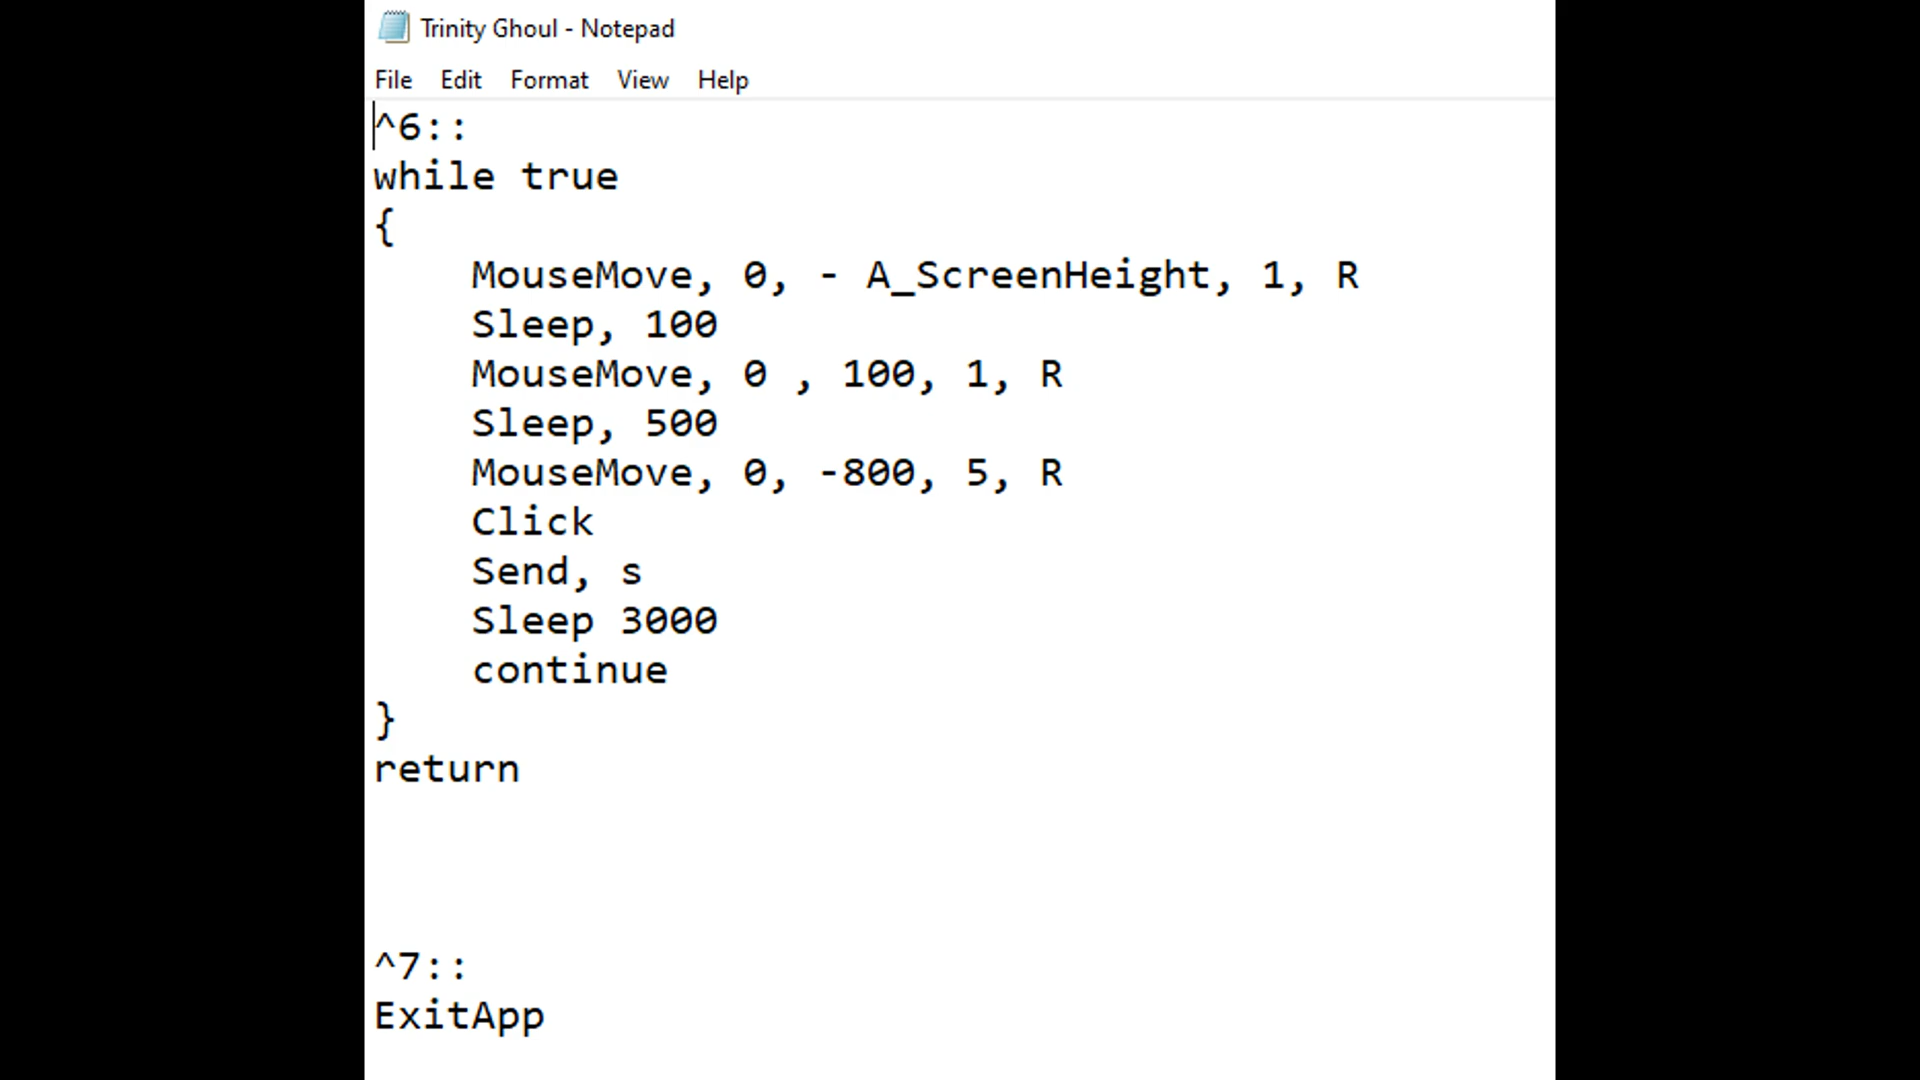 Trinity Ghoul - Notepad
File Edit Format View Help
^6::
while true
{
MouseMove, 0, - A_ScreenHeight, 1, R
Sleep, 100
MouseMove, 0 , 100, 1, R
Sleep, 500
MouseMove, 0, -800, 5, R
Click
Send, s
Sleep 3000
continue
}
return
^7::
ExitApp